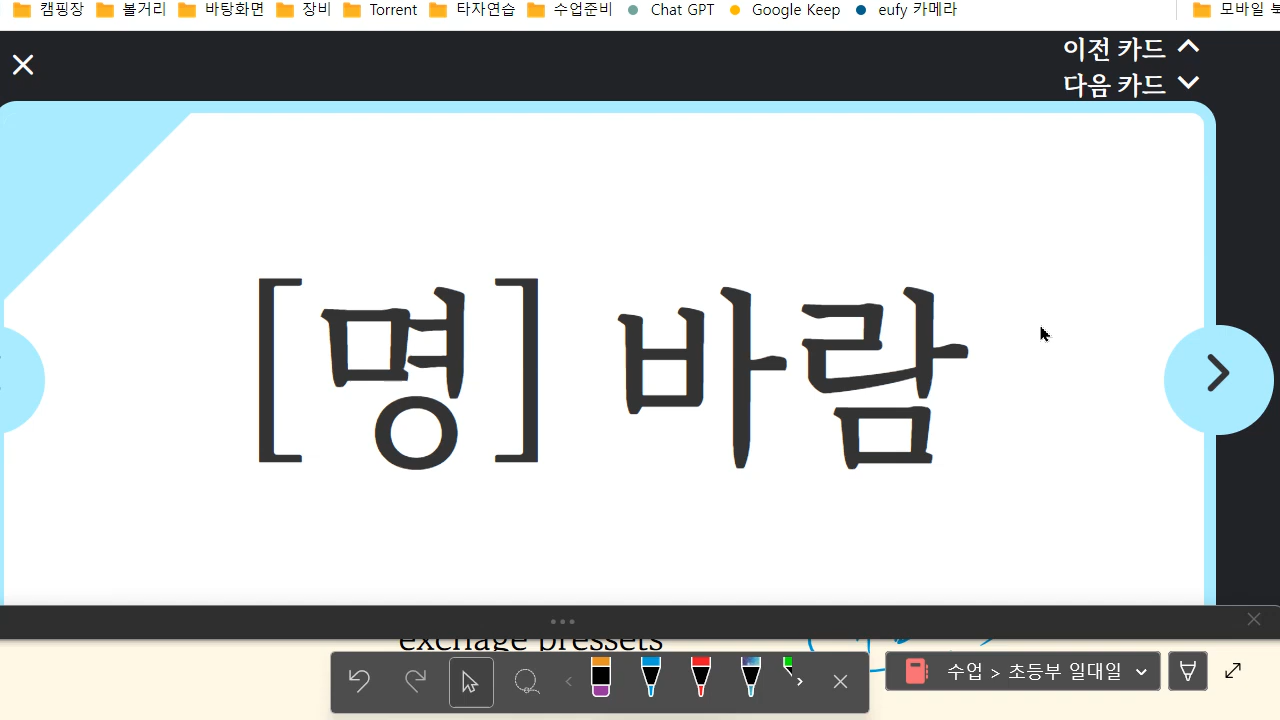 캠핑장 볼거리 바탕화면 장비 Torrent 타자연습 수업준비 Chat GPT Google Keep eufy 카메라 모바일
이전 카드
다음 카드
[명] 바람
exchage pressets
수업 > 초등부 일대일